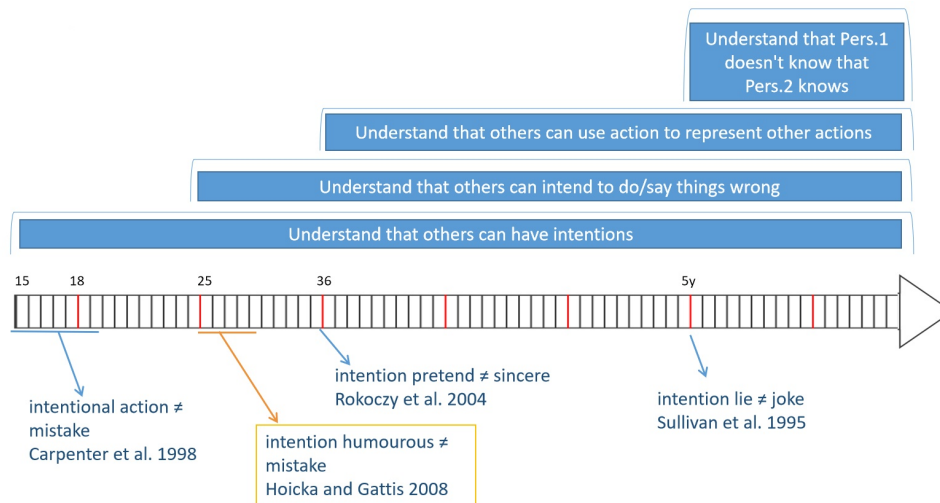 Understand that Pers.1
doesn't know that
Pers.2 knows
Understand that others can use action to represent other actions
Understand that others can intend to do/say things wrong
Understand that others can have intentions
15
18
25
36
5y
intentional action ≠
mistake
Carpenter et al. 1998
intention humourous ≠
mistake
Hoicka and Gattis 2008
intention pretend ≠ sincere
Rokoczy et al. 2004
intention lie ≠ joke
Sullivan et al. 1995